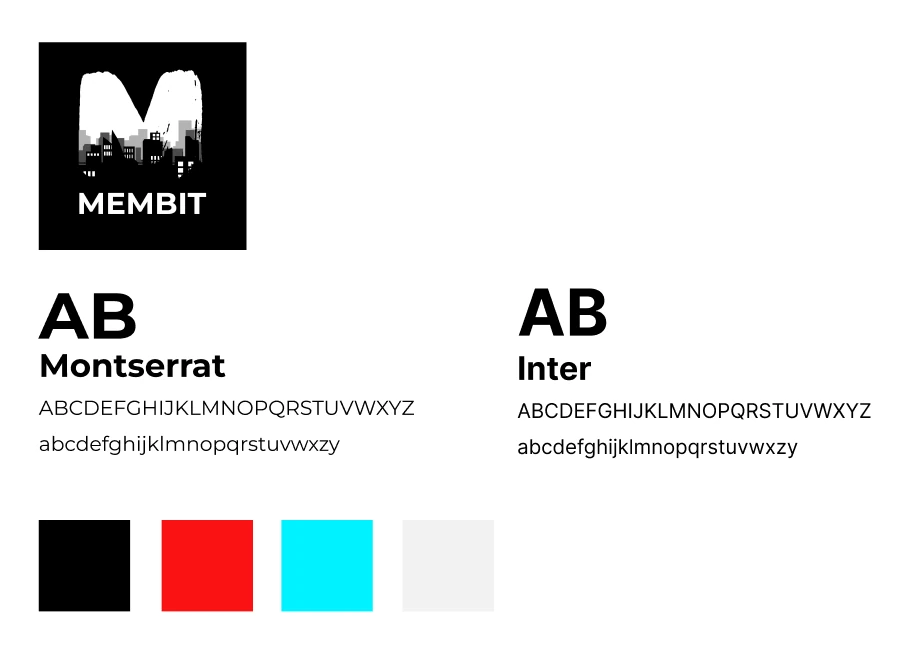 M
MEMBIT
AB
Montserrat
ABCDEFGHIJKLMNOPQRSTUVWXYZ
abcdefghijklmnopqrstuvwxzy
AB
Inter
ABCDEFGHIJKLMNOPQRSTUVWXYZ
abcdefghijklmnopqrstuvwxzy